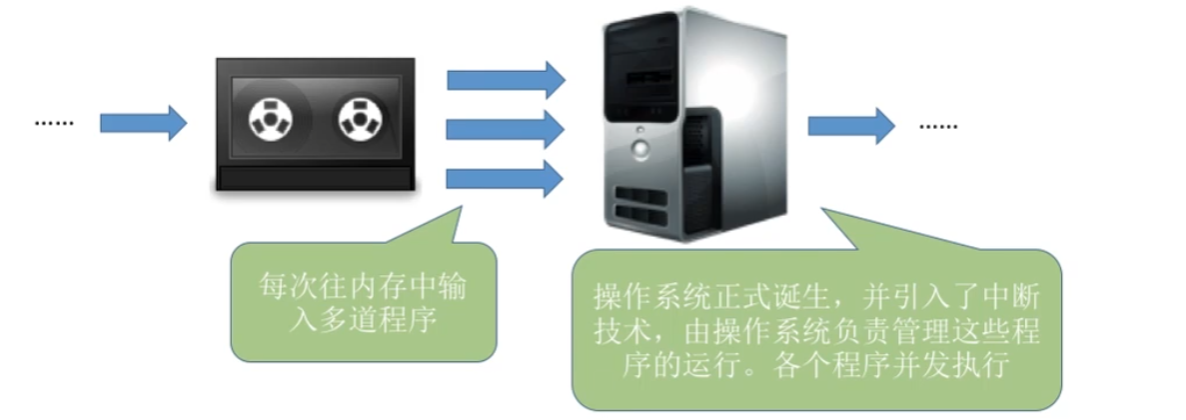 ……
……
每次往内存中输
入多道程序
操作系统正式诞生，并引入了中断
技术，由操作系统负责管理这些程
序的运行。各个程序并发执行